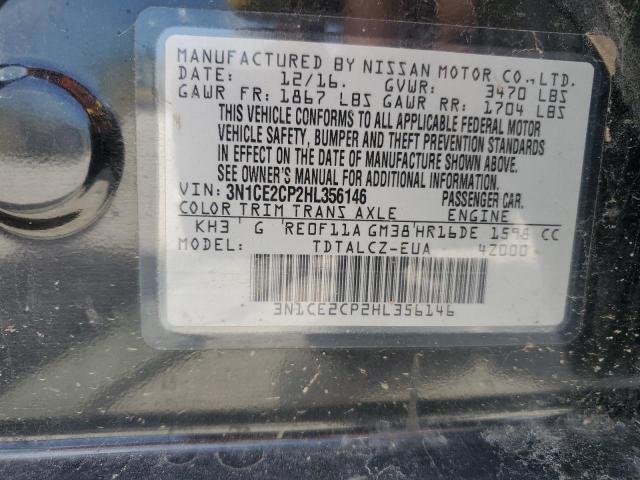 MANUFACTURED BY NISSAN MOTOR CO.,LTD.
DATE: 12/16. GVWR: 3470 LBS
GAWR FR: 1867 LBS GAWR RR: 1704 LBS
THIS VEHICLE CONFORMS TO ALL APPLICABLE FEDERAL MOTOR
VEHICLE SAFETY, BUMPER AND THEFT PREVENTION STANDARDS
IN EFFECT ON THE DATE OF MANUFACTURE SHOWN ABOVE.
SEE OWNER'S MANUAL FOR ADDITIONAL INFORMATION.
VIN: 3N1CE2CP2HL356146 PASSENGER CAR.
COLOR TRIM TRANS AXLE ENGINE
KH3 G RE0F11A GM38 HR16DE 1598 CC
MODEL: TDTALCZ-EUA 42000
3N1CE2CP2HL356146